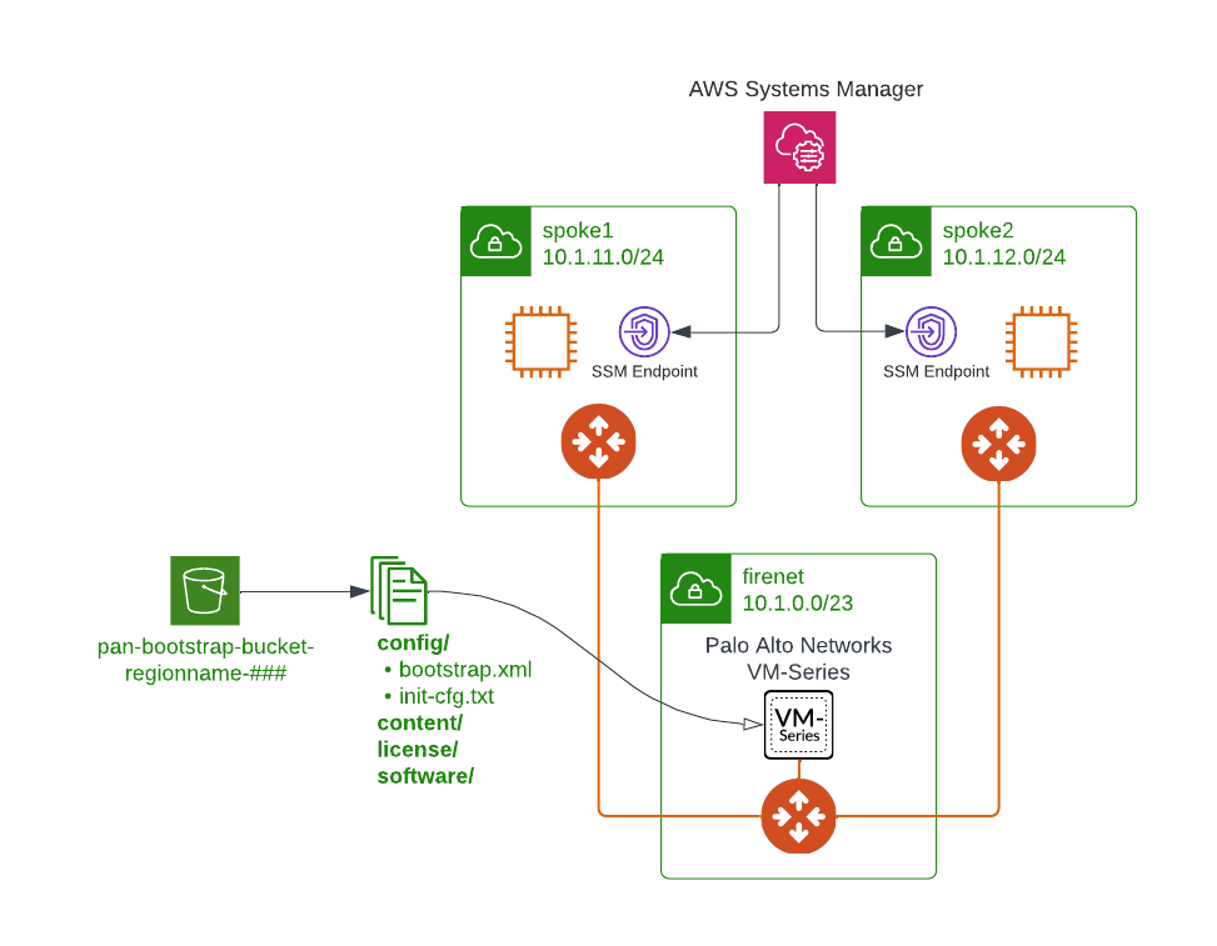 AWS Systems Manager
spoke1
10.1.11.0/24
spoke2
10.1.12.0/24
SSM Endpoint
SSM Endpoint
pan-bootstrap-bucket-
regionname-###
config/
• bootstrap.xml
• init-cfg.txt
content/
license/
software/
firenet
10.1.0.0/23
Palo Alto Networks
VM-Series
VM-
Series